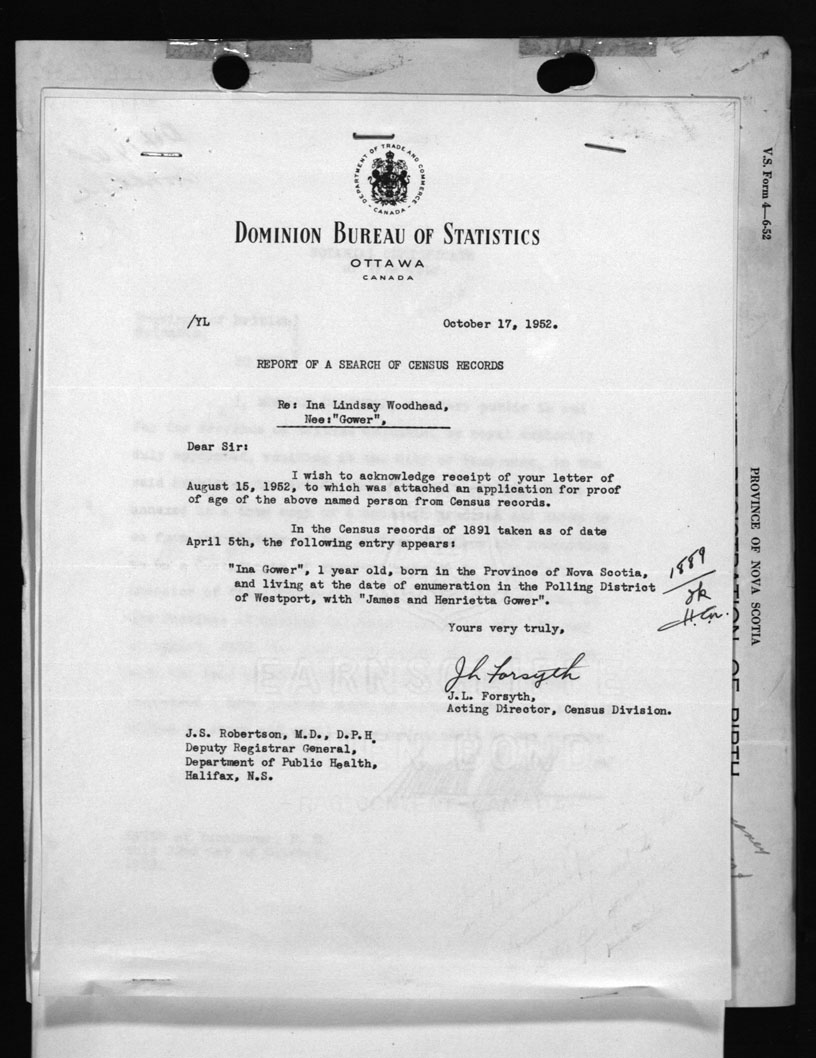 DEPARTMENT OF TRADE AND COMMERCE
- CANADA -
DOMINION BUREAU OF STATISTICS
OTTAWA
CANADA
/YL
October 17, 1952.
REPORT OF A SEARCH OF CENSUS RECORDS
Re: Ina Lindsay Woodhead,
Nee:"Gower",
Dear Sir:
I wish to acknowledge receipt of your letter of
August 15, 1952, to which was attached an application for proof
of age of the above named person from Census records.
In the Census records of 1891 taken as of date
April 5th, the following entry appears:
"Ina Gower", 1 year old, born in the Province of Nova Scotia,
and living at the date of enumeration in the Polling District
of Westport, with "James and Henrietta Gower".
1889
ok
Yours very truly,
J.L. Forsyth,
Acting Director, Census Division.
J.S. Robertson, M.D., D.P.H.
Deputy Registrar General,
Department of Public Health,
Halifax, N.S.
V.S. Form 4—6-52
PROVINCE OF NOVA SCOTIA
REGISTRATION OF BIRTH